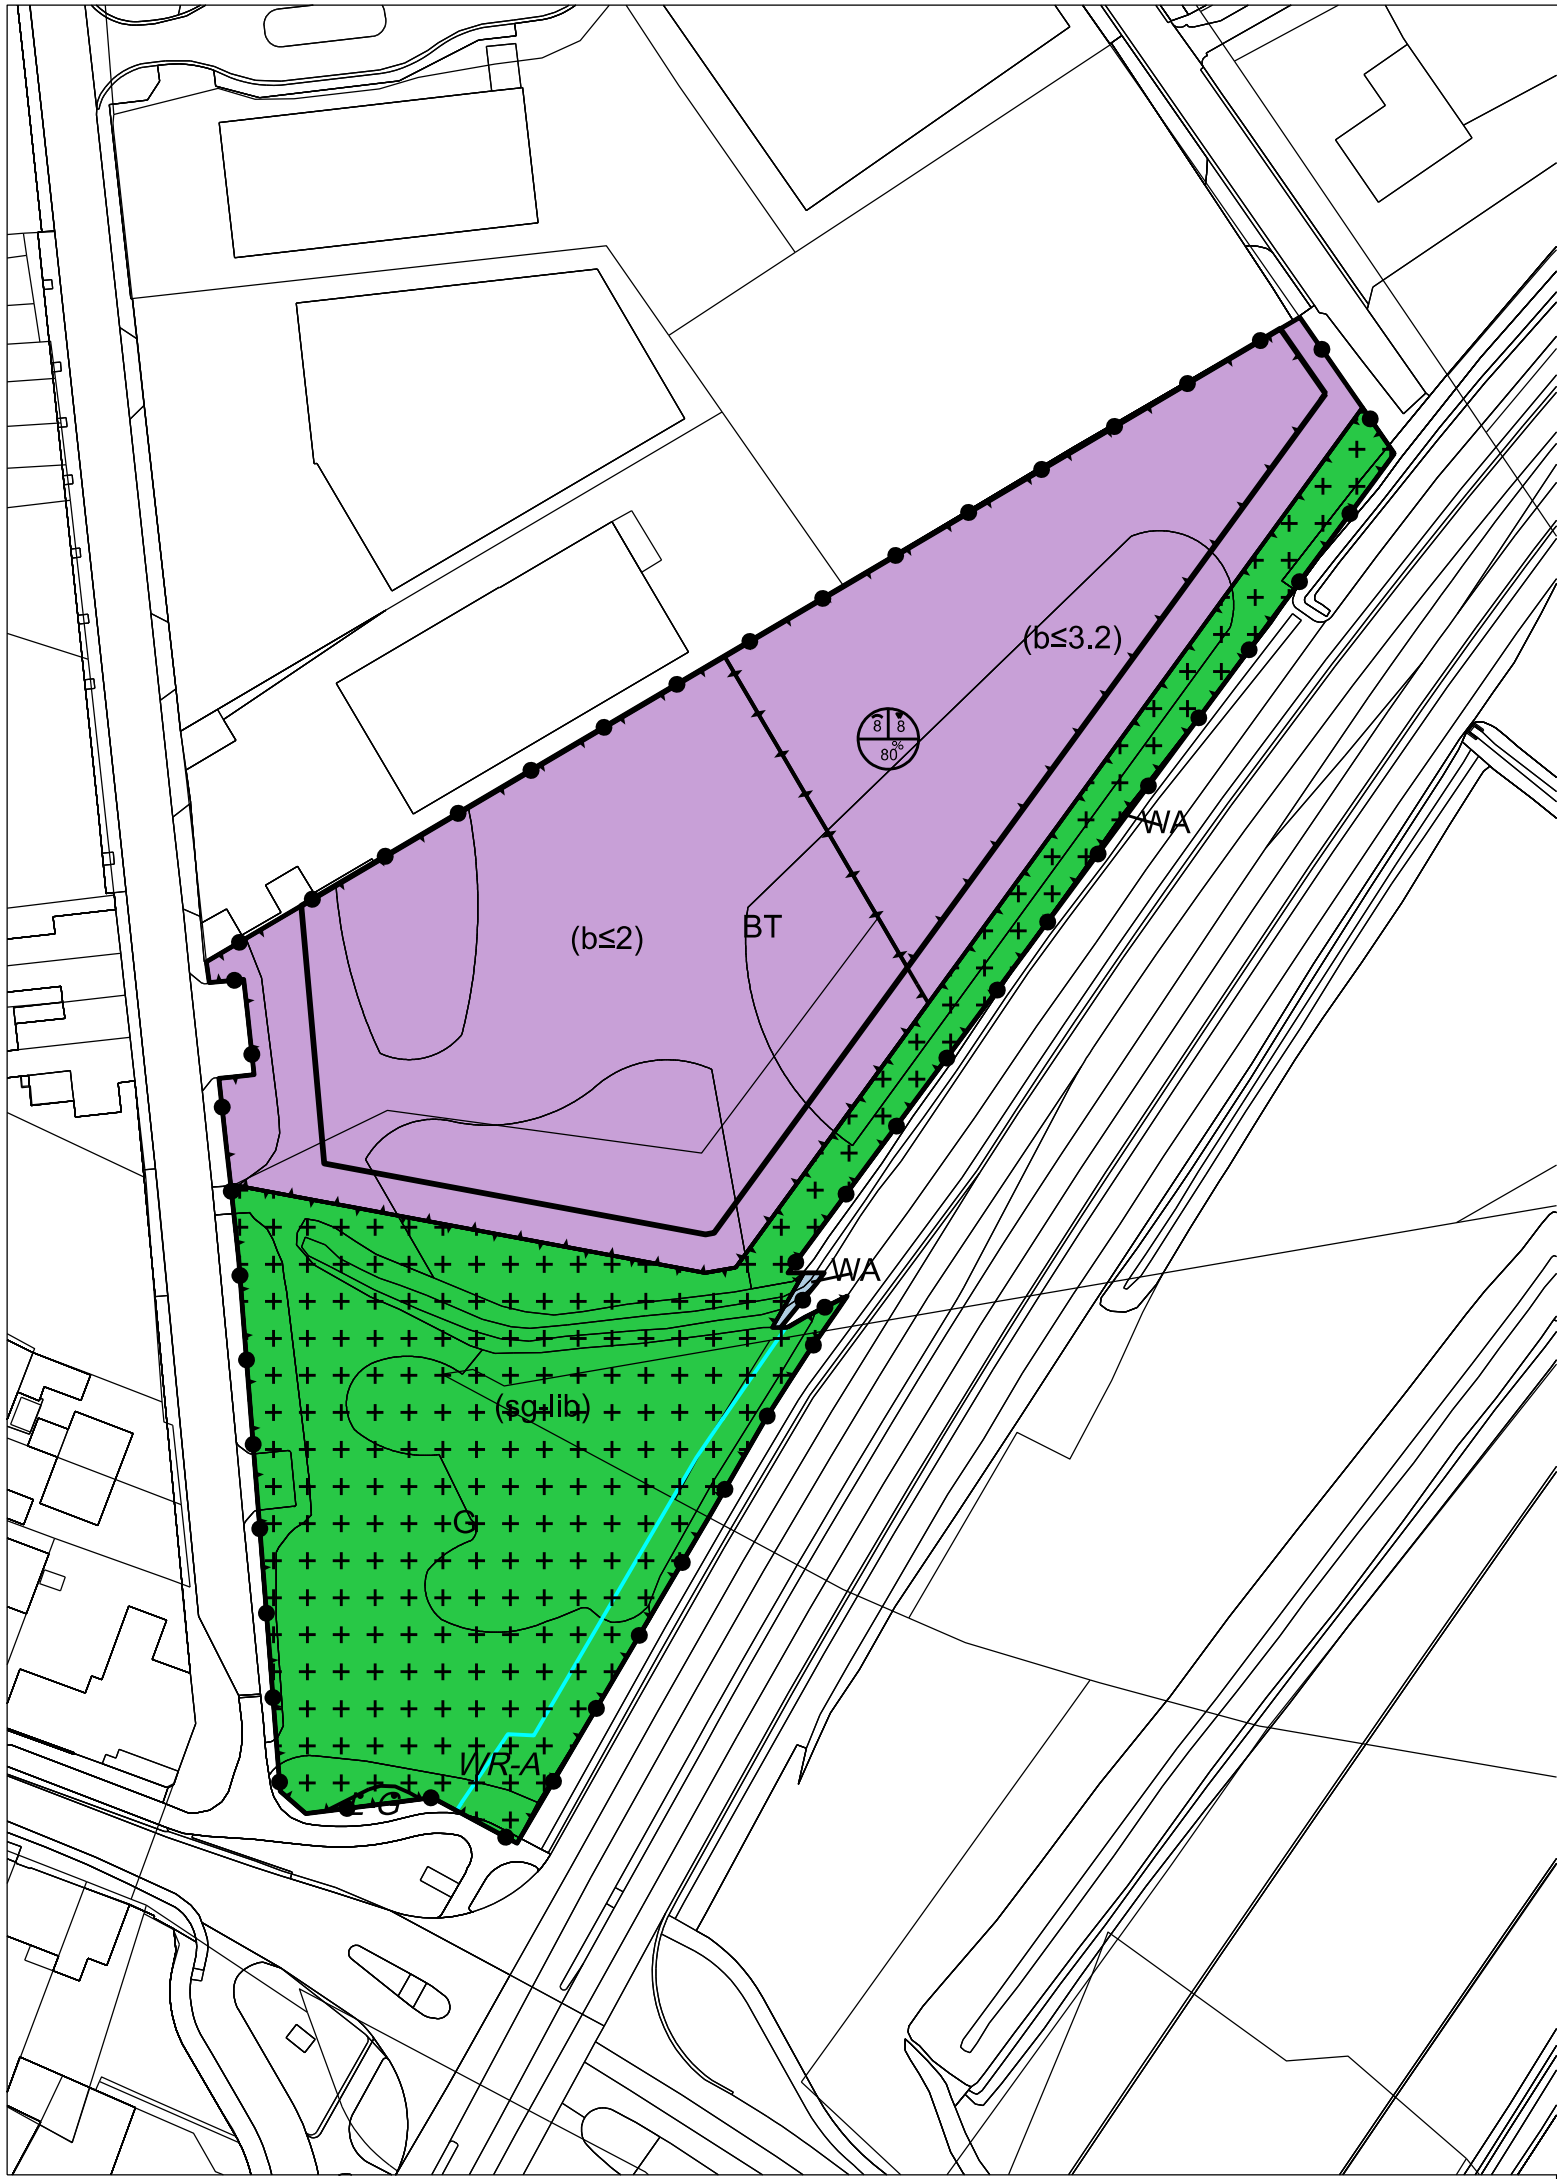 (b≤3.2)
8 8
80%
WA
(b≤2)
BT
WA
(sg-lib)
G
WR-A
L-G